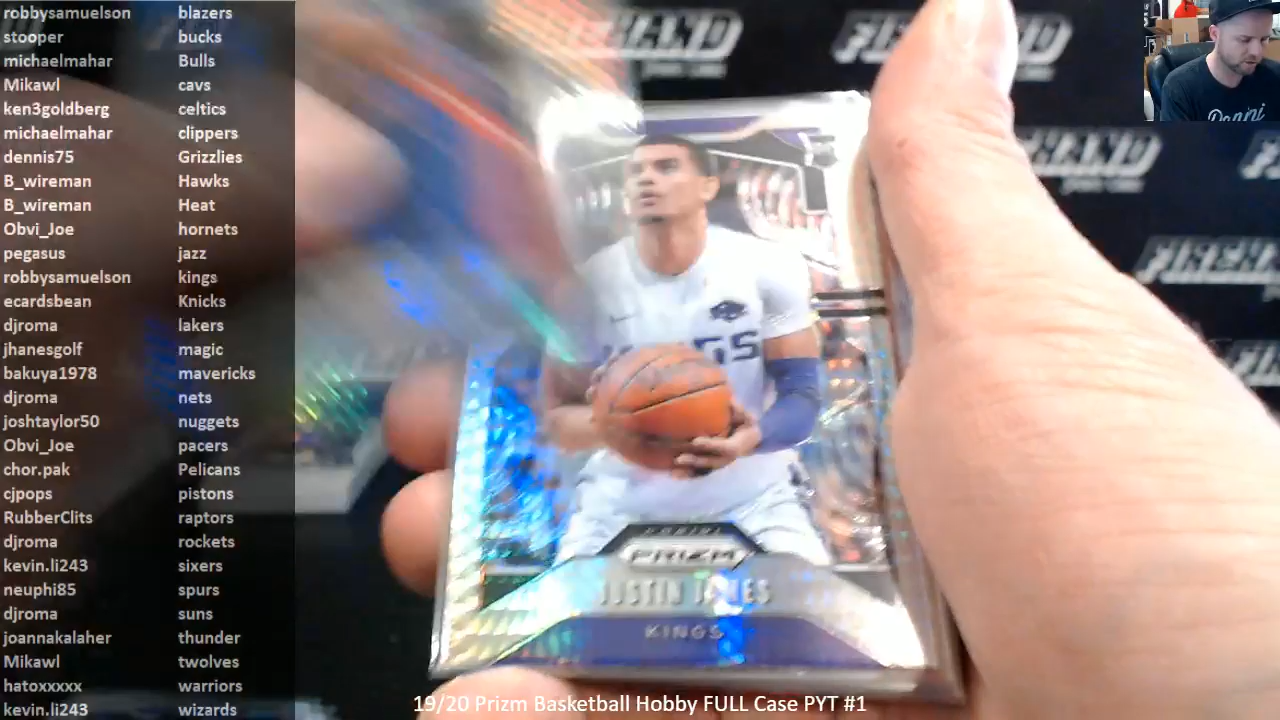 robbysamuelson blazers
stooper bucks
michaelmahar Bulls
Mikawl cavs
ken3goldberg celtics
michaelmahar clippers
dennis75 Grizzlies
B_wireman Hawks
B_wireman Heat
Obvi_Joe hornets
pegasus jazz
robbysamuelson kings
ecardsbean Knicks
djroma lakers
jhanesgolf magic
bakuya1978 mavericks
djroma nets
joshtaylor50 nuggets
Obvi_Joe pacers
chor.pak Pelicans
cjpops pistons
RubberClits raptors
djroma rockets
kevin.li243 sixers
neuphi85 spurs
djroma suns
joannakalaher thunder
Mikawl twolves
hatoxxxxx warriors
kevin.li243 wizards
PANINI
PRIZM
JUSTIN JAMES
KINGS
19/20 Prizm Basketball Hobby FULL Case PYT #1